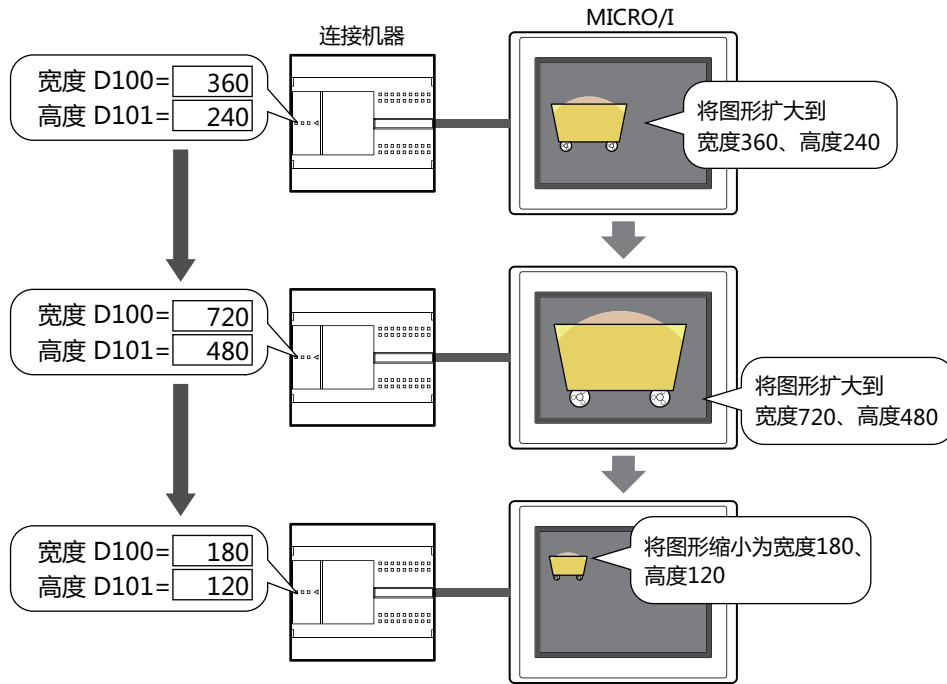 连接机器
MICRO/I
宽度 D100= 360
高度 D101= 240
将图形扩大到
宽度360、高度240
宽度 D100= 720
高度 D101= 480
将图形扩大到
宽度720、高度480
宽度 D100= 180
高度 D101= 120
将图形缩小为宽度180、
高度120